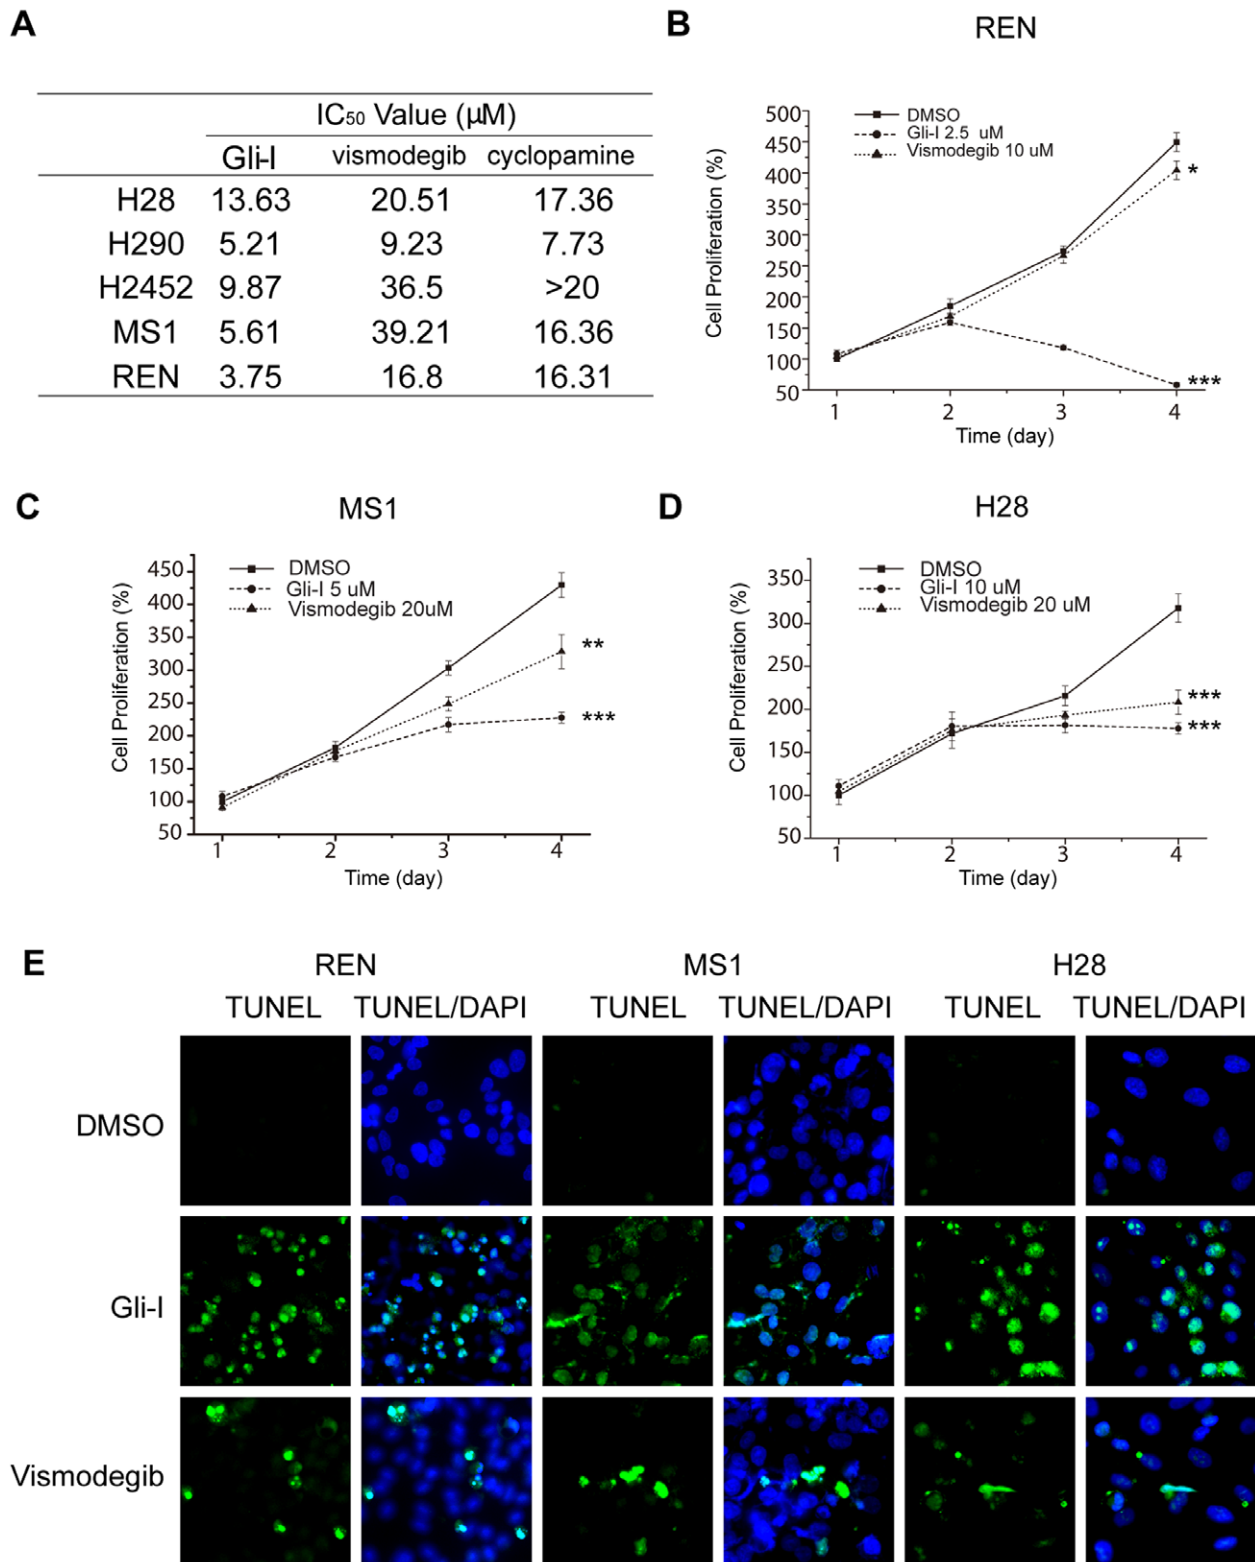 A
IC50 Value (μM)
Gli-I vismodegib cyclopamine
H28 13.63 20.51 17.36
H290 5.21 9.23 7.73
H2452 9.87 36.5 >20
MS1 5.61 39.21 16.36
REN 3.75 16.8 16.31
B
REN
DMSO
Gli-I 2.5 uM
Vismodegib 10 uM
Cell Proliferation (%)
500
450
400
350
300
250
200
150
100
50
*
***
1 2 3 4
Time (day)
C
MS1
DMSO
Gli-I 5 uM
Vismodegib 20uM
Cell Proliferation (%)
450
400
350
300
250
200
150
100
50
**
***
1 2 3 4
Time (day)
D
H28
DMSO
Gli-I 10 uM
Vismodegib 20 uM
Cell Proliferation (%)
350
300
250
200
150
100
50
***
***
1 2 3 4
Time (day)
E
REN MS1 H28
TUNEL TUNEL/DAPI TUNEL TUNEL/DAPI TUNEL TUNEL/DAPI
DMSO
Gli-I
Vismodegib